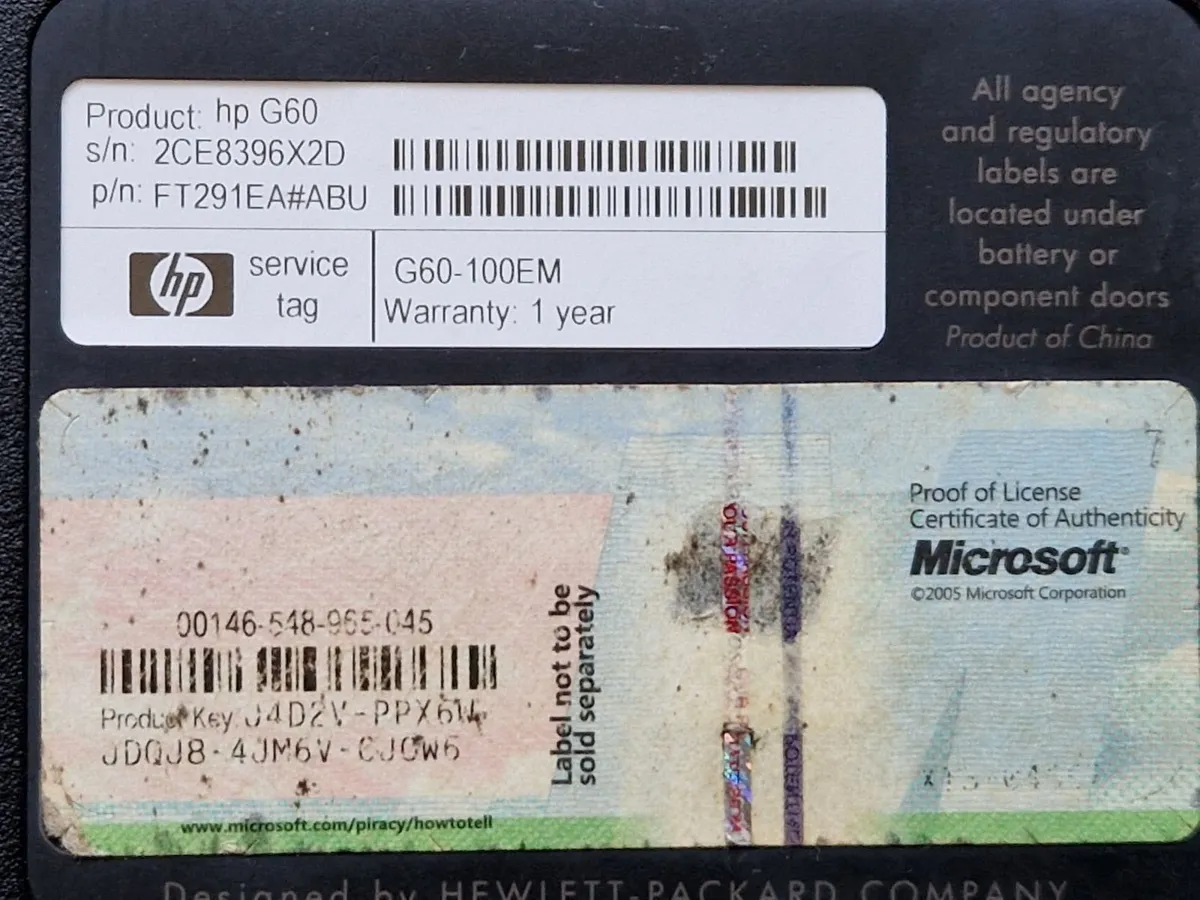 Product: hp G60
s/n: 2CE8396X2D
p/n: FT291EA#ABU
hp
service
tag
G60-100EM
Warranty: 1 year
All agency
and regulatory
labels are
located under
battery or
component doors
Product of China
Proof of License
Certificate of Authenticity
Microsoft
©2005 Microsoft Corporation
00146-548-965-045
Product Key:
Label not to be
sold separately
OUR PASSION
www.microsoft.com/piracy/howtotell
Designed by HEWLETT-PACKARD COMPANY